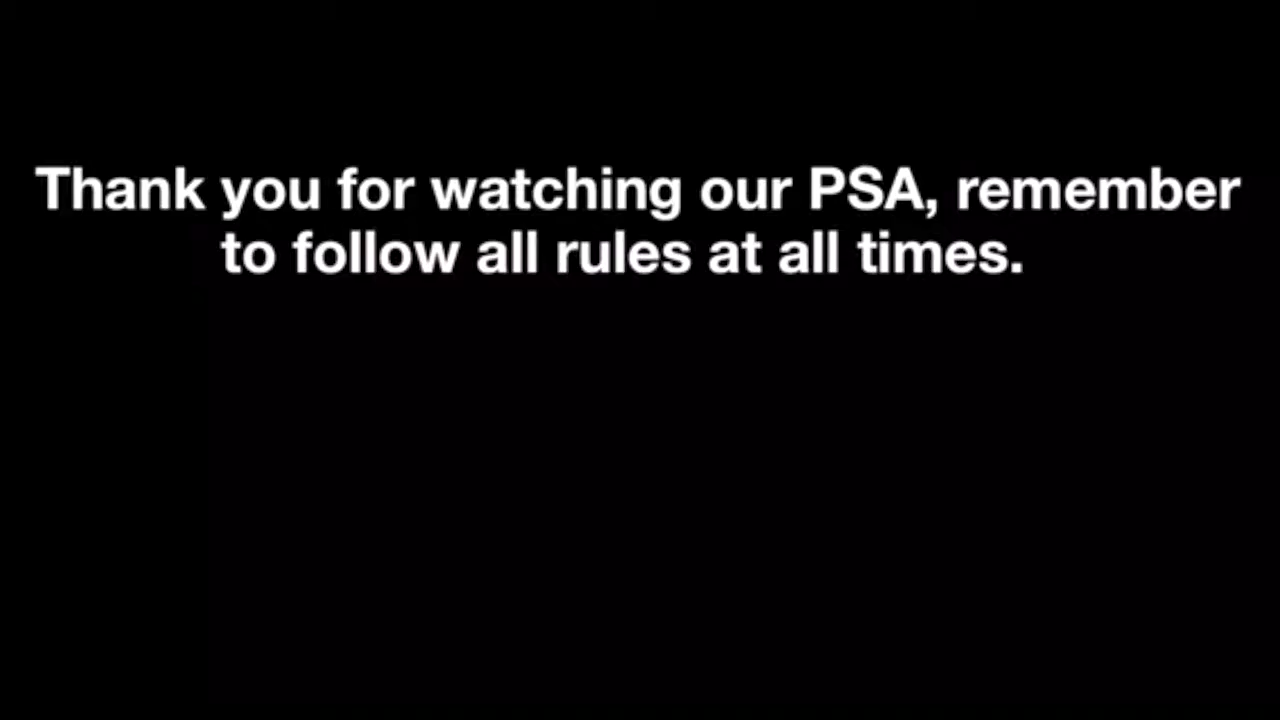 Thank you for watching our PSA, remember
to follow all rules at all times.